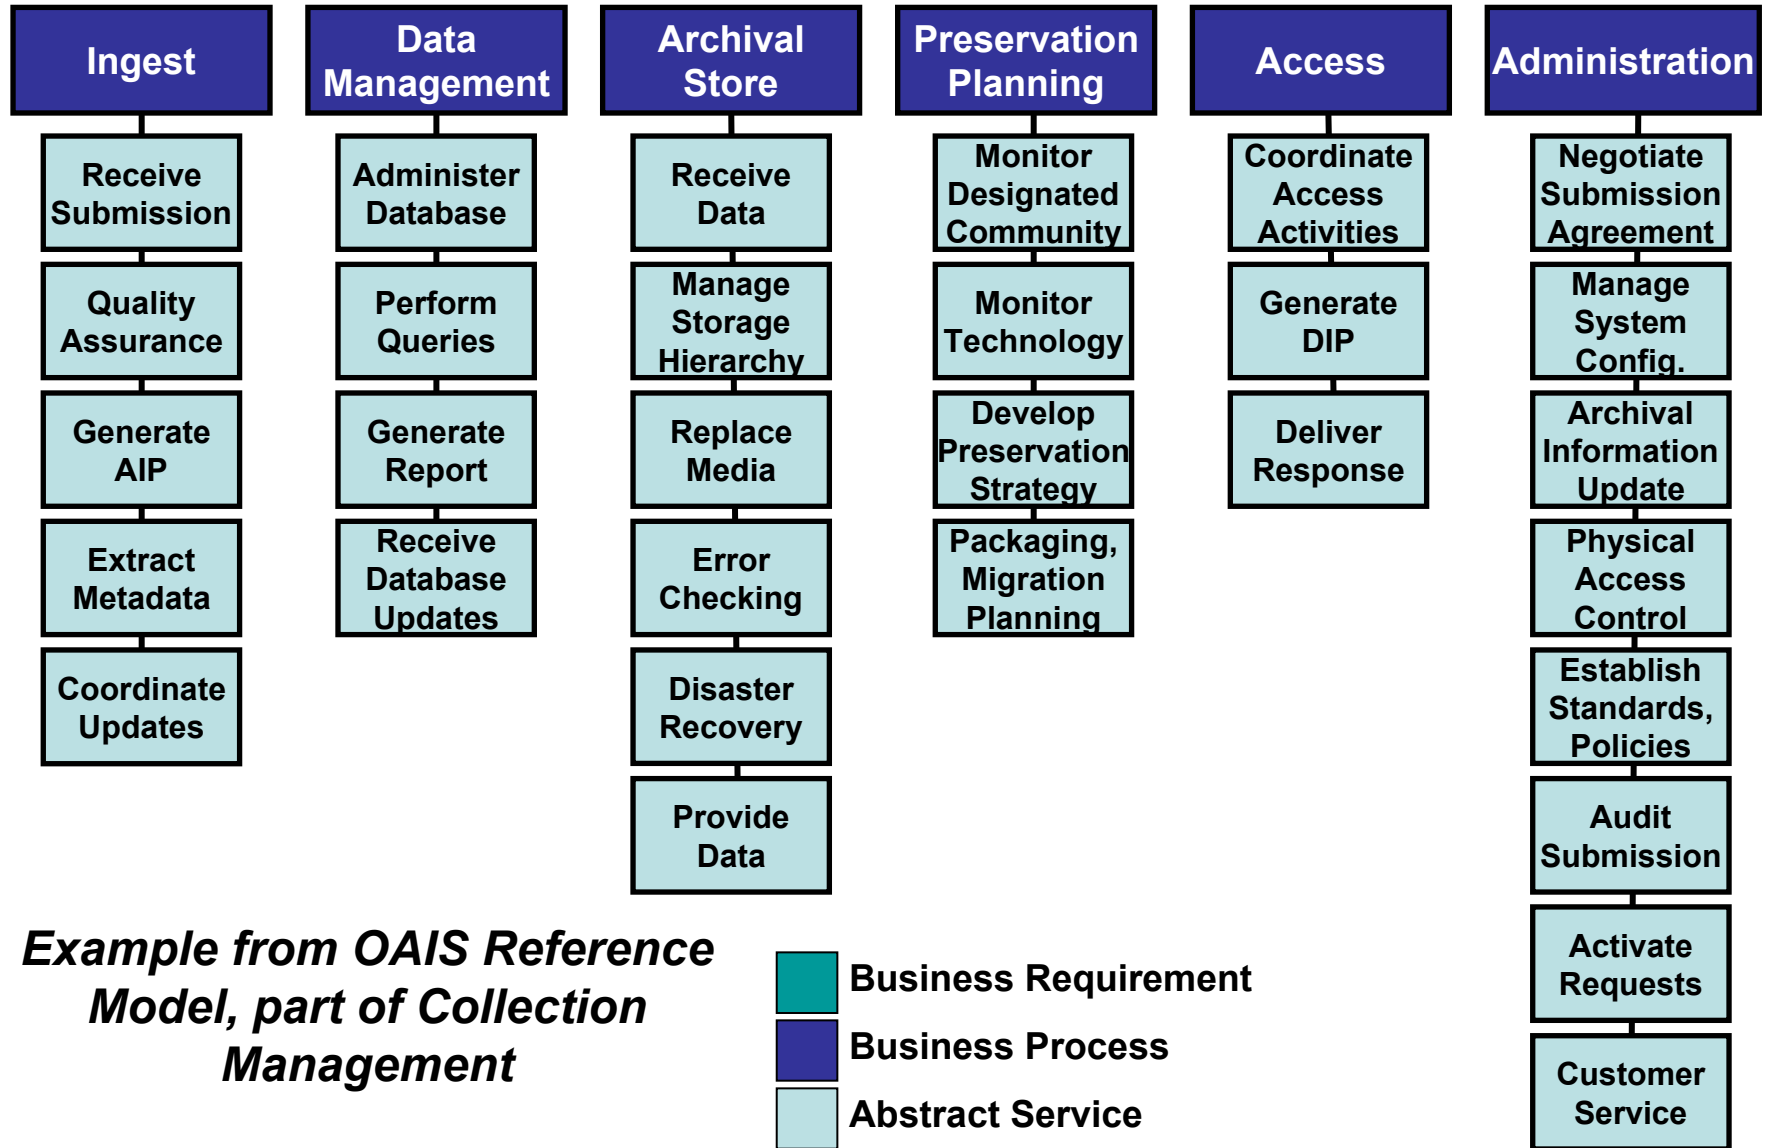 Ingest
Receive
Submission
Quality
Assurance
Generate
AIP
Extract
Metadata
Coordinate
Updates
Data
Management
Administer
Database
Perform
Queries
Generate
Report
Receive
Database
Updates
Archival
Store
Receive
Data
Manage
Storage
Hierarchy
Replace
Media
Error
Checking
Disaster
Recovery
Provide
Data
Preservation
Planning
Monitor
Designated
Community
Monitor
Technology
Develop
Preservation
Strategy
Packaging,
Migration
Planning
Access
Coordinate
Access
Activities
Generate
DIP
Deliver
Response
Administration
Negotiate
Submission
Agreement
Manage
System
Config.
Archival
Information
Update
Physical
Access
Control
Establish
Standards,
Policies
Audit
Submission
Activate
Requests
Customer
Service
Example from OAIS Reference
Model, part of Collection
Management
Business Requirement
Business Process
Abstract Service